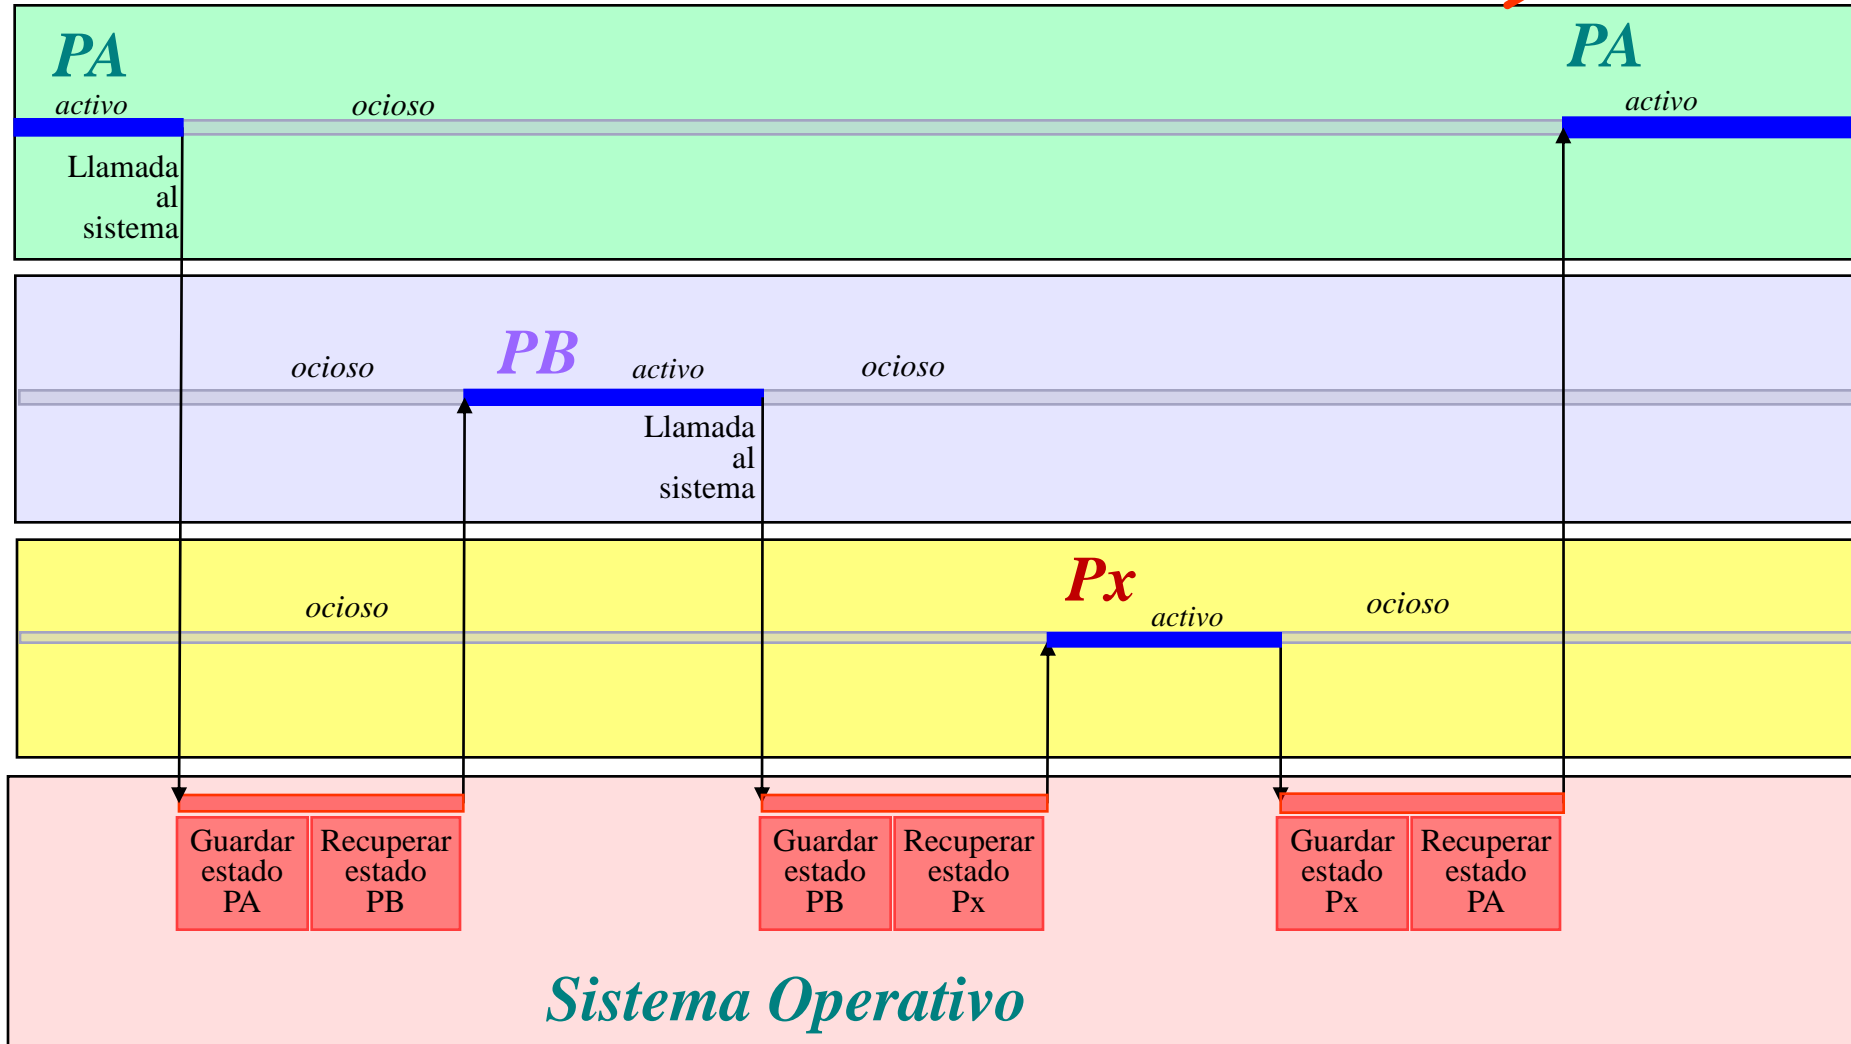 PA
PA
activo
ocioso
activo
Llamada
al
sistema
PB
ocioso
activo
ocioso
Llamada
al
sistema
Px
ocioso
activo
ocioso
Guardar
estado
PA
Recuperar
estado
PB
Guardar
estado
PB
Recuperar
estado
Px
Guardar
estado
Px
Recuperar
estado
PA
Sistema Operativo